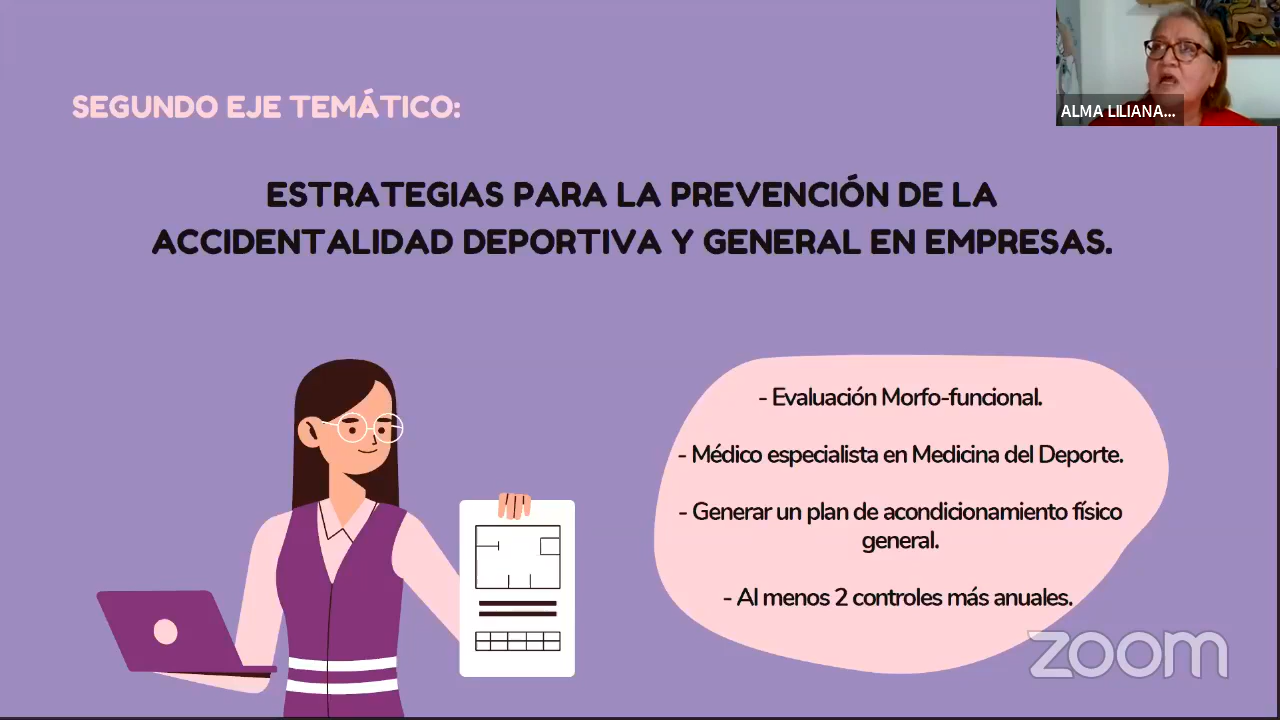 SEGUNDO EJE TEMÁTICO:
ALMA LILIANA...
ESTRATEGIAS PARA LA PREVENCIÓN DE LA
ACCIDENTALIDAD DEPORTIVA Y GENERAL EN EMPRESAS.
- Evaluación Morfo-funcional.
- Médico especialista en Medicina del Deporte.
- Generar un plan de acondicionamiento físico
general.
- Al menos 2 controles más anuales.
zoom